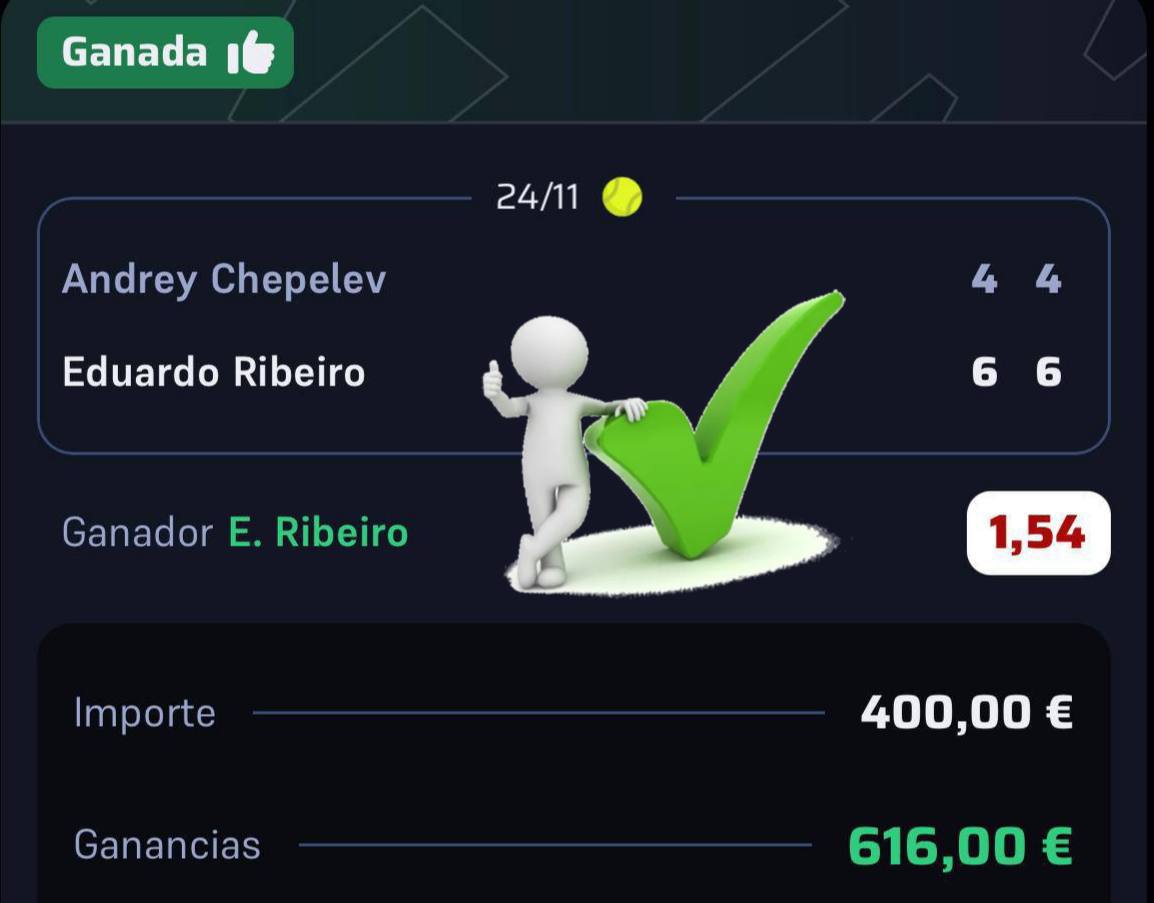 Ganada
24/11
Andrey Chepelev 4 4
Eduardo Ribeiro 6 6
Ganador E. Ribeiro 1,54
Importe 400,00 €
Ganancias 616,00 €